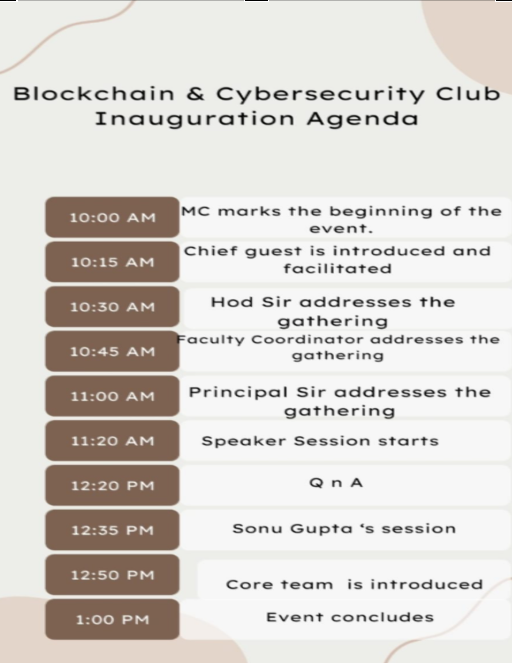 Blockchain & Cybersecurity Club
Inauguration Agenda
10:00 AM
MC marks the beginning of the
event.
10:15 AM
Chief guest is introduced and
facilitated
10:30 AM
Hod Sir addresses the
gathering
10:45 AM
Faculty Coordinator addresses the
gathering
11:00 AM
Principal Sir addresses the
gathering
11:20 AM
Speaker Session starts
12:20 PM
Q n A
12:35 PM
Sonu Gupta ‘s session
12:50 PM
Core team is introduced
1:00 PM
Event concludes